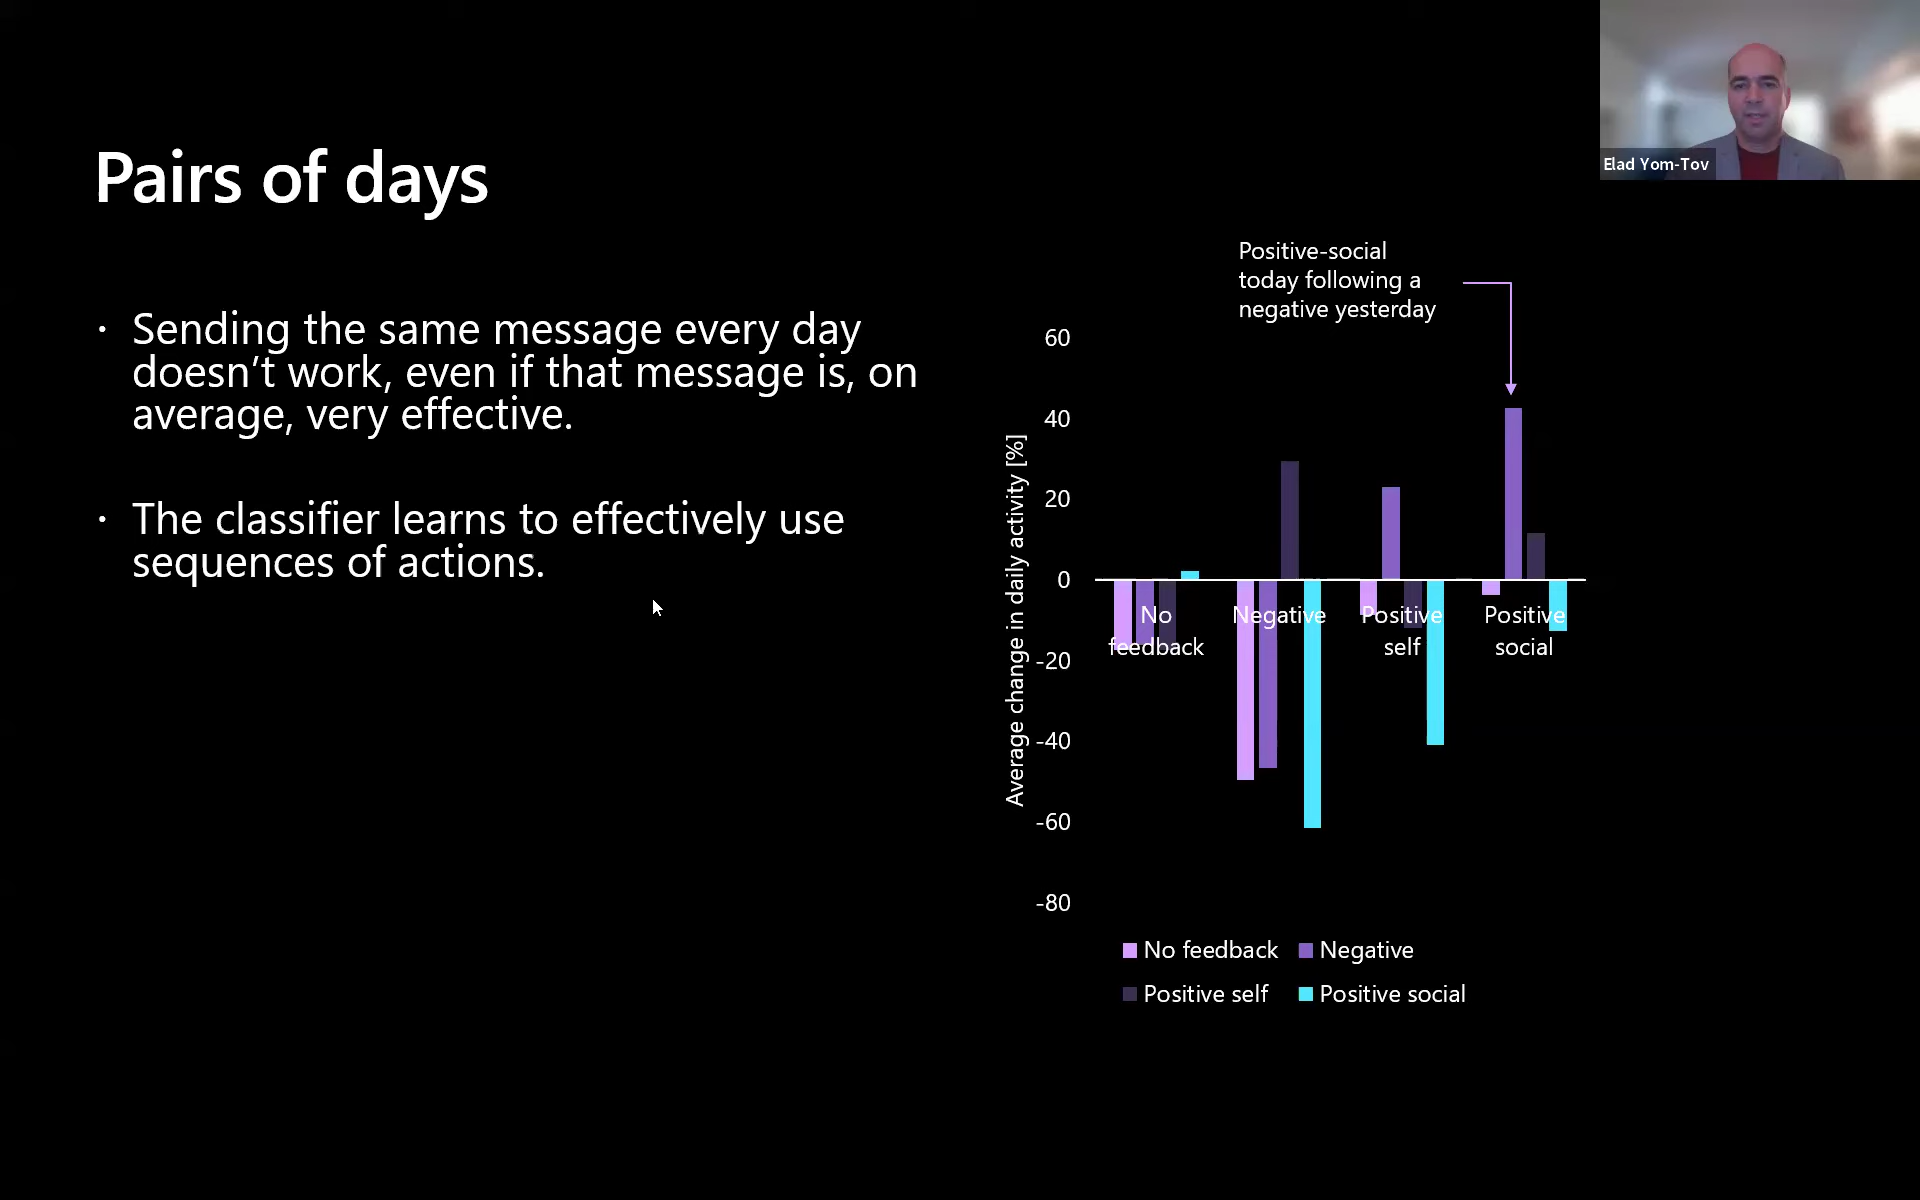 Elad Yom-Tov
Pairs of days
· Sending the same message every day
doesn’t work, even if that message is, on
average, very effective.
· The classifier learns to effectively use
sequences of actions.
Positive-social
today following a
negative yesterday
Average change in daily activity [%]
60
40
20
0
-20
-40
-60
-80
No
feedback
Negative
Positive
self
Positive
social
No feedback
Negative
Positive self
Positive social